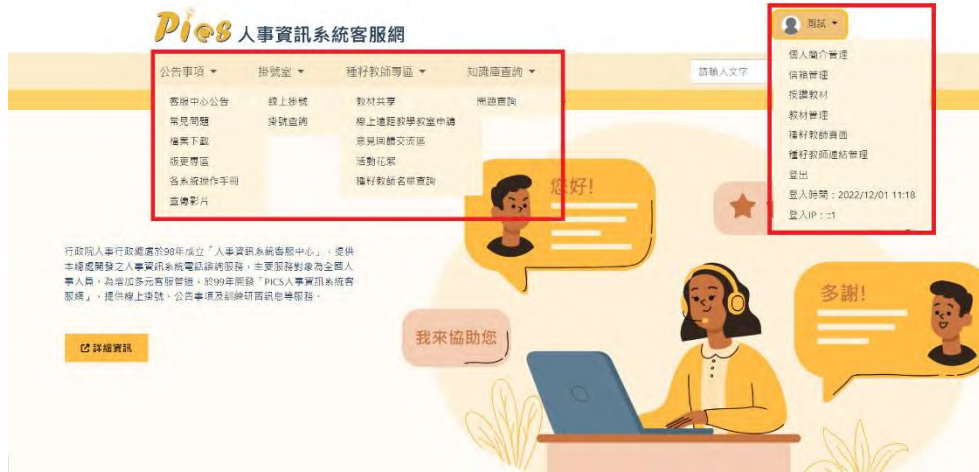 Pics 人事資訊系統客服網
測試
公告事項 掛號室 種籽教師專區 知識庫查詢
請輸入文字
客服中心公告
常見問題
檔案下載
版更專區
各系統操作手冊
宣傳影片
線上掛號
掛號查詢
教材共享
線上遠距教學教室申請
意見回饋交流區
活動花絮
種籽教師名單查詢
問題查詢
個人簡介管理
信箱管理
按讚教材
教材管理
種籽教師頁面
種籽教師連結管理
登出
登入時間：2022/12/01 11:18
登入IP：::1
您好!
行政院人事行政總處於98年成立「人事資訊系統客服中心」，提供
本總處開發之人事資訊系統電話諮詢服務，主要服務對象為全國人
事人員，為增加多元客服管道，於99年開發「PICS人事資訊系統客
服網」，提供線上掛號、公告事項及訓練研習訊息等服務。
詳細資訊
我來協助您
多謝!